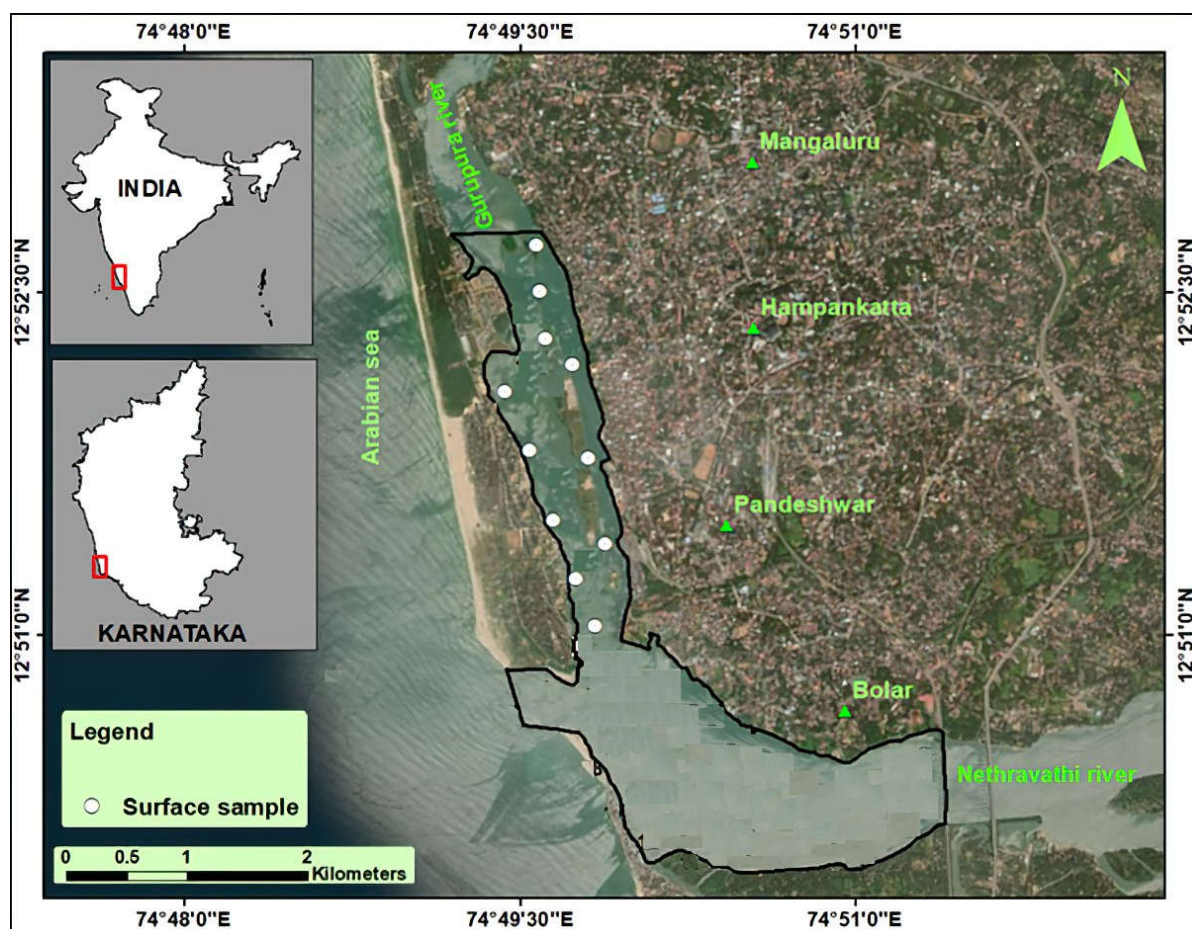 74°48'0"E
74°49'30"E
74°51'0"E
INDIA
KARNATAKA
Gurupura river
N
Mangaluru
Hampankatta
12°52'30"N
12°52'30"N
Arabian sea
Pandeshwar
12°51'0"N
12°51'0"N
Bolar
Nethravathi river
Legend
Surface sample
0 0.5 1 2
Kilometers
74°48'0"E
74°49'30"E
74°51'0"E